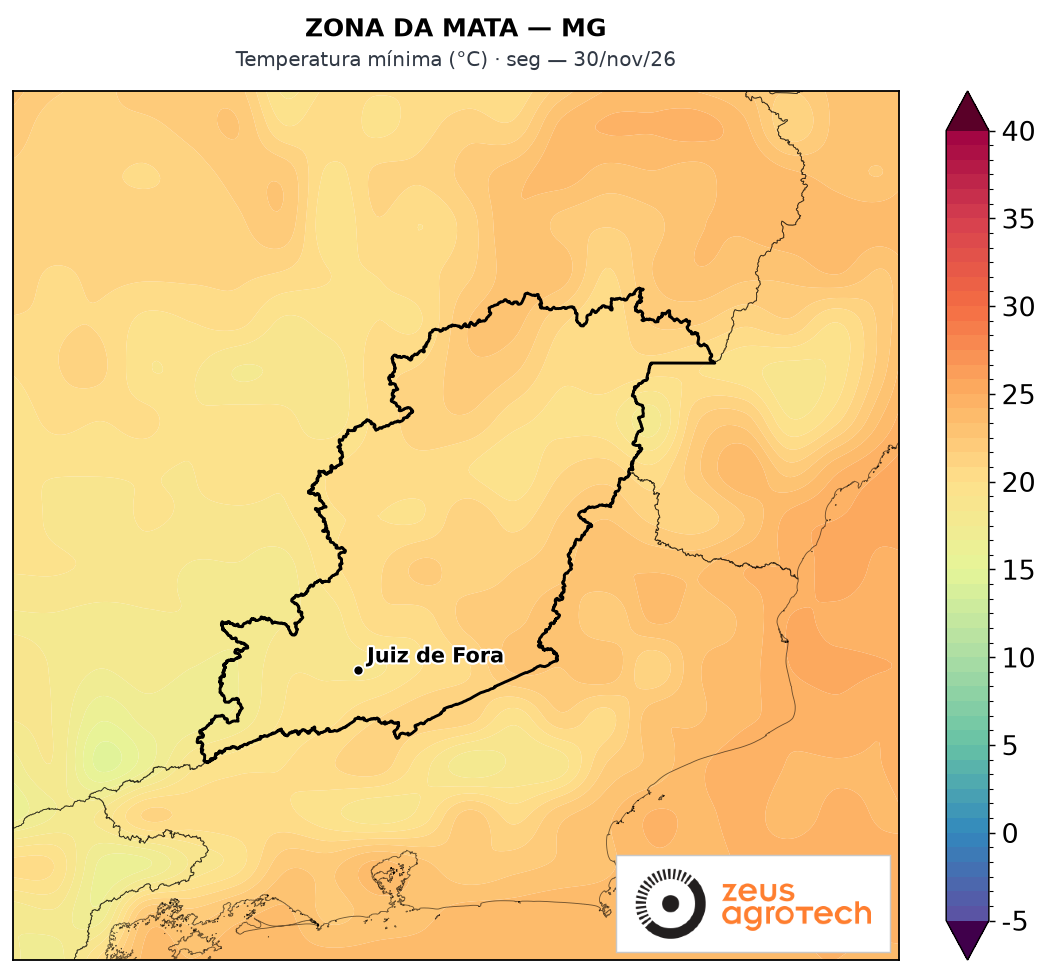 ZONA DA MATA — MG
Temperatura mínima (°C) · seg — 30/nov/26
40
35
30
25
20
15
10
5
0
-5
Juiz de Fora
zeus
agrotech